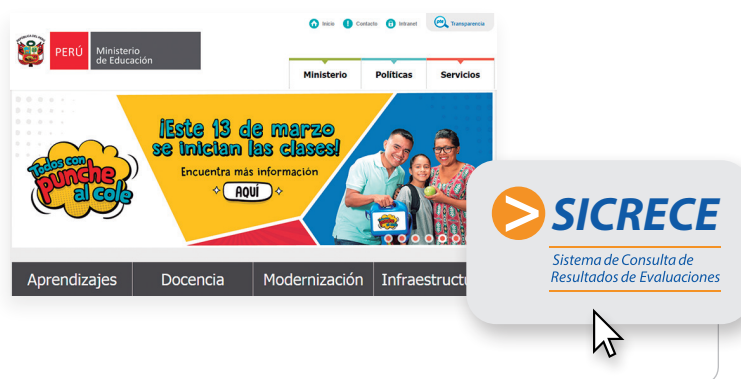 Inicio Contacto Intranet Transparencia
PERÚ
Ministerio
de Educación
Ministerio Políticas Servicios
¡Este 13 de marzo
se inician las clases!
Encuentra más información
AQUÍ
Todos con
punche
al cole
SICRECE
Sistema de Consulta de
Resultados de Evaluaciones
Aprendizajes Docencia Modernización Infraestruct